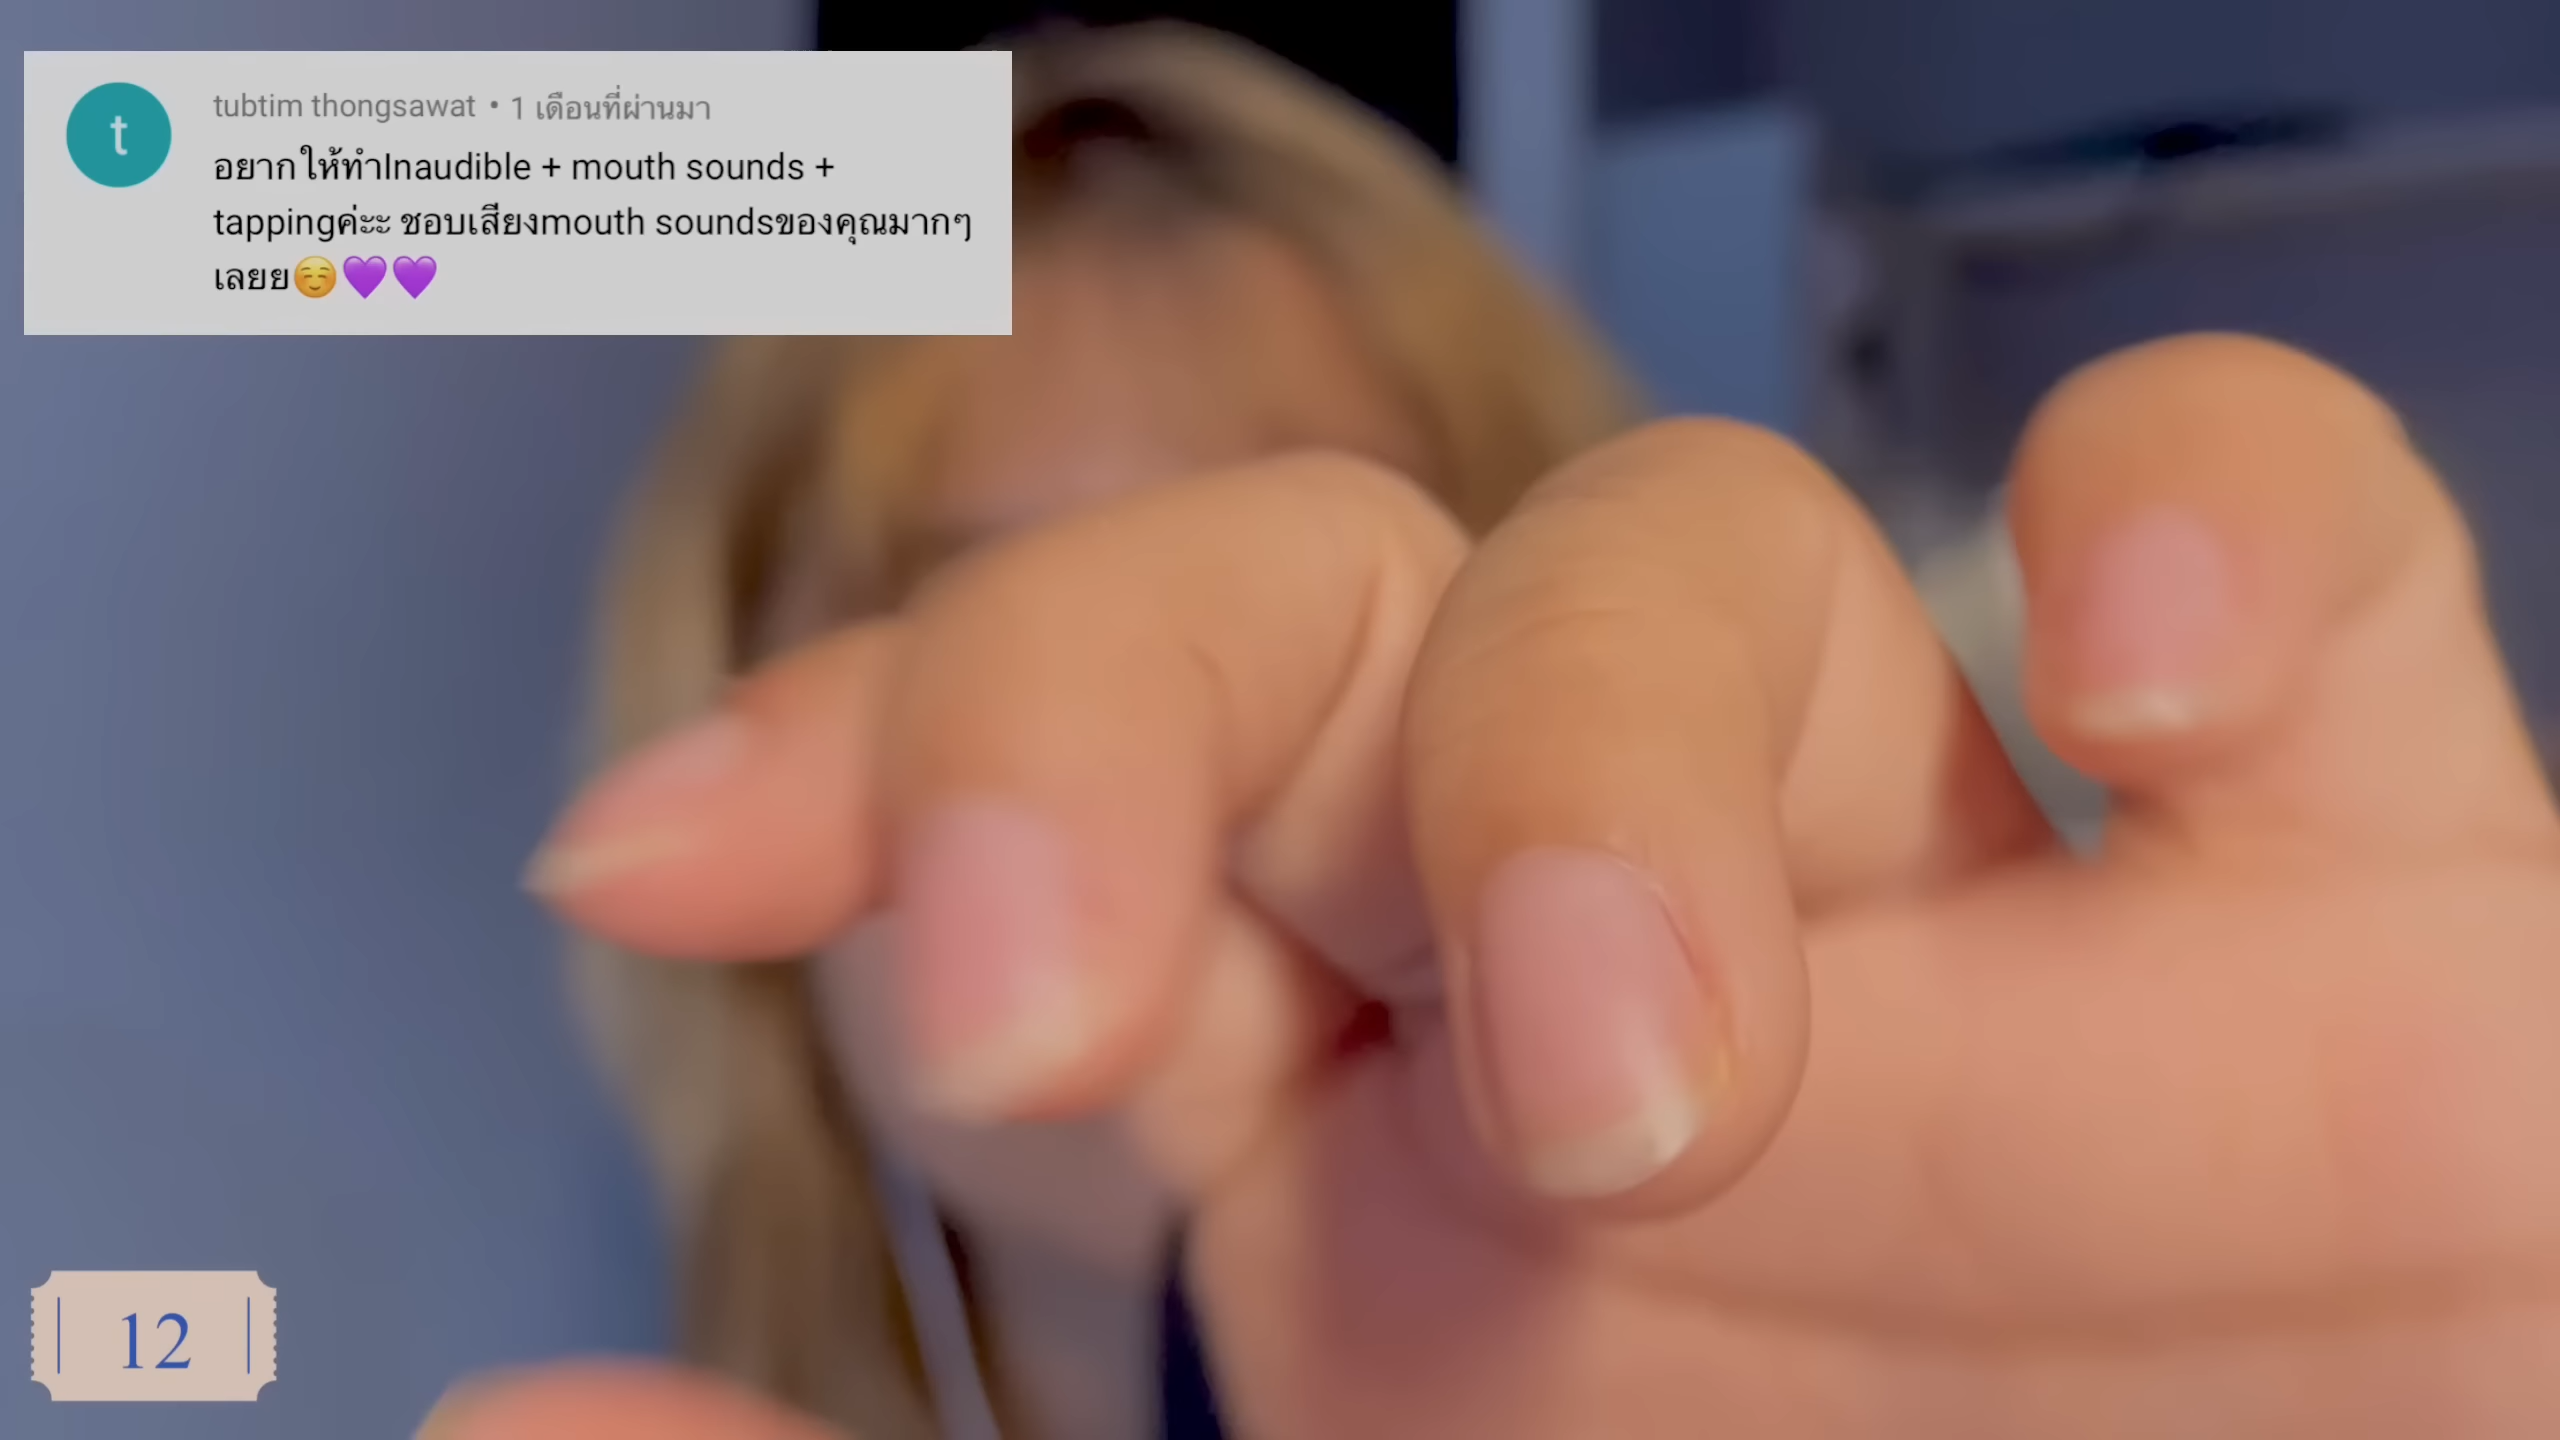 t
tubtim thongsawat • 1 เดือนที่ผ่านมา
อยากให้ทำInaudible + mouth sounds +
tappingค่ะะ ชอบเสียงmouth soundsของคุณมากๆ
เลยย☺️💜💜
12